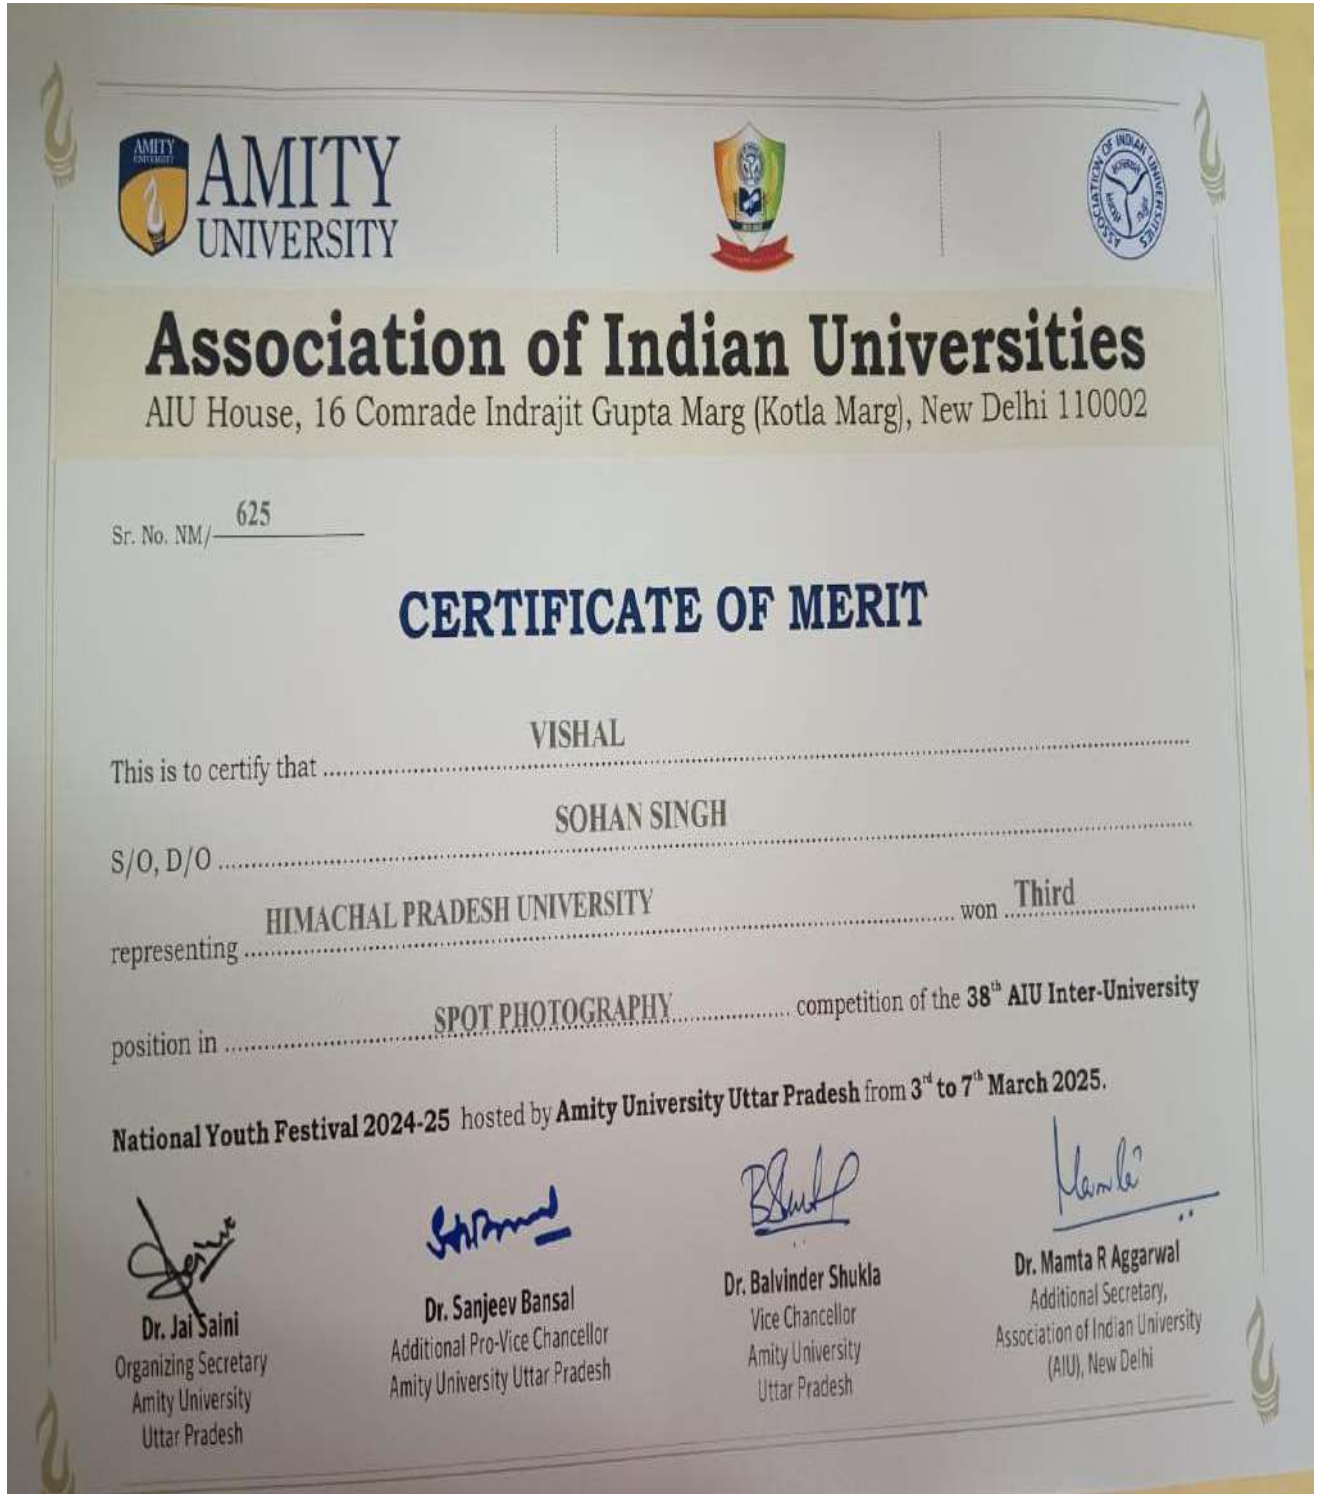 AMITY
UNIVERSITY
AMITY
UNIVERSITY
ASSOCIATION OF INDIAN UNIVERSITIES
Association of Indian Universities
AIU House, 16 Comrade Indrajit Gupta Marg (Kotla Marg), New Delhi 110002
Sr. No. NM/ 625
CERTIFICATE OF MERIT
This is to certify that VISHAL
S/O, D/O SOHAN SINGH
representing HIMACHAL PRADESH UNIVERSITY won Third
position in SPOT PHOTOGRAPHY competition of the 38th AIU Inter-University
National Youth Festival 2024-25 hosted by Amity University Uttar Pradesh from 3rd to 7th March 2025.
Dr. Jai Saini
Organizing Secretary
Amity University
Uttar Pradesh
Dr. Sanjeev Bansal
Additional Pro-Vice Chancellor
Amity University Uttar Pradesh
Dr. Balvinder Shukla
Vice Chancellor
Amity University
Uttar Pradesh
Dr. Mamta R Aggarwal
Additional Secretary,
Association of Indian University
(AIU), New Delhi